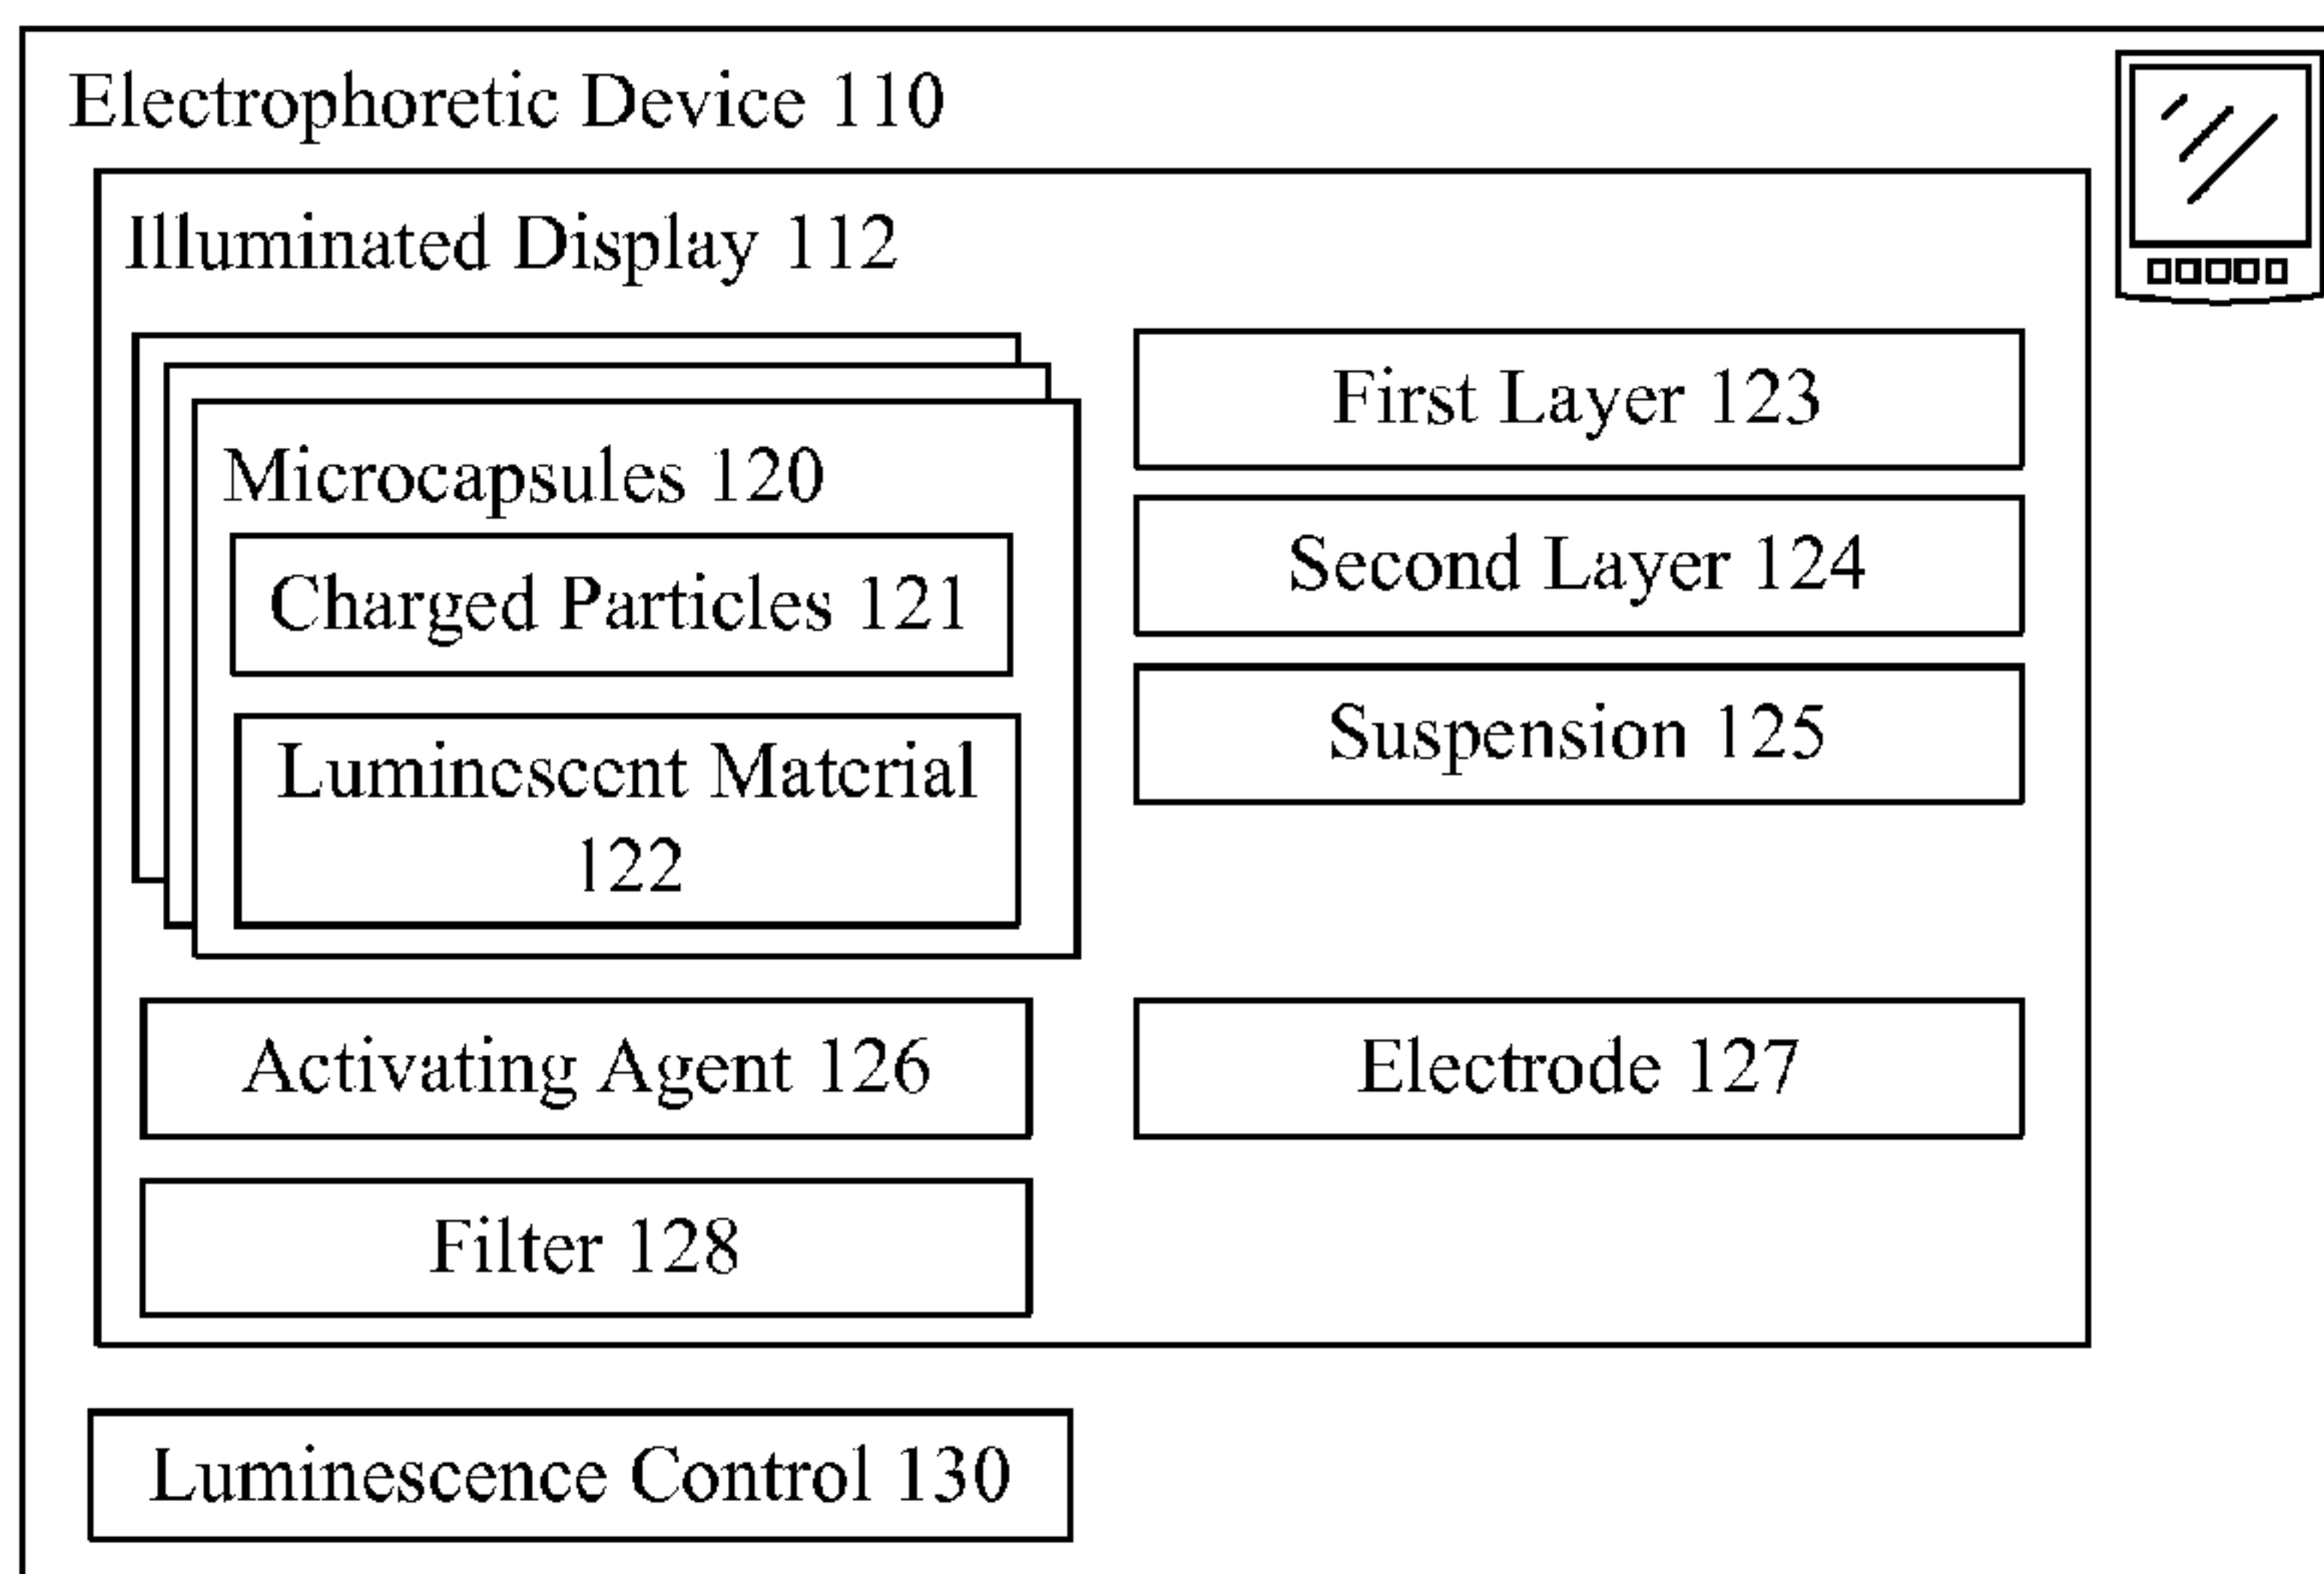 Electrophoretic Device 110
Illuminated Display 112
Microcapsules 120
Charged Particles 121
Luminescent Material
122
First Layer 123
Second Layer 124
Suspension 125
Activating Agent 126
Electrode 127
Filter 128
Luminescence Control 130